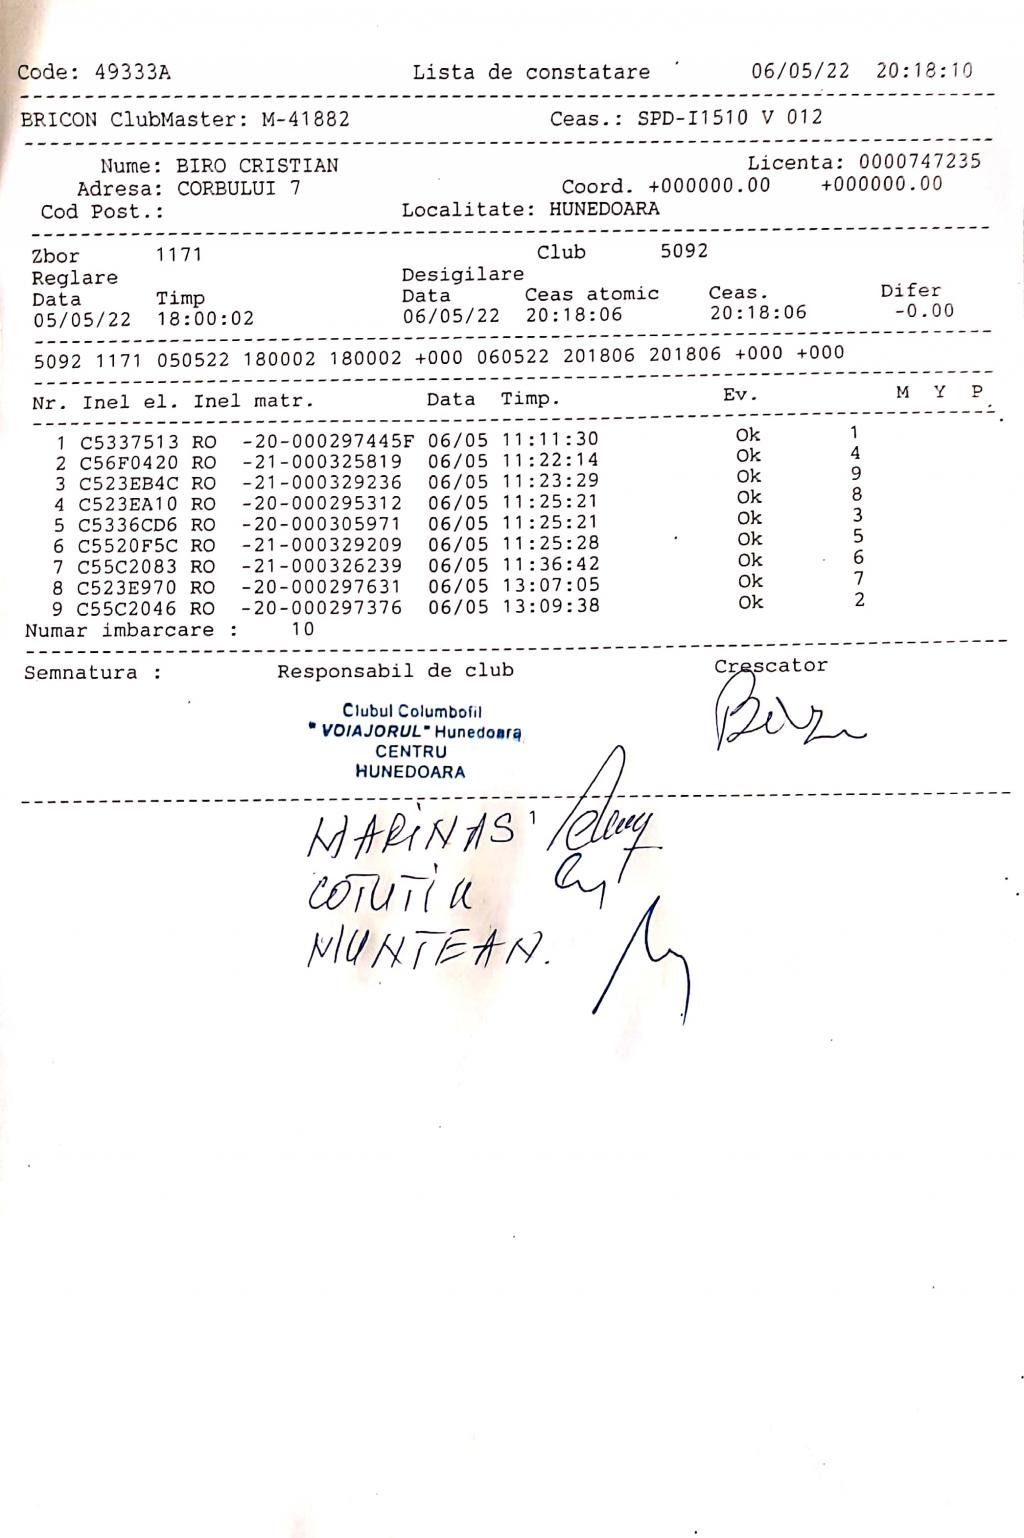 Code: 49333A Lista de constatare 06/05/22 20:18:10
BRICON ClubMaster: M-41882 Ceas.: SPD-I1510 V 012
Nume: BIRO CRISTIAN Licenta: 0000747235
Adresa: CORBULUI 7 Coord. +000000.00 +000000.00
Cod Post.: Localitate: HUNEDOARA
Zbor 1171 Club 5092
Reglare Desigilare
Data Timp Data Ceas atomic Ceas. Difer
05/05/22 18:00:02 06/05/22 20:18:06 20:18:06 -0.00
5092 1171 050522 180002 180002 +000 060522 201806 201806 +000 +000
Nr. Inel el. Inel matr. Data Timp. Ev. M Y P
1 C5337513 RO -20-000297445F 06/05 11:11:30 Ok 1
2 C56F0420 RO -21-000325819 06/05 11:22:14 Ok 4
3 C523EB4C RO -21-000329236 06/05 11:23:29 Ok 9
4 C523EA10 RO -20-000295312 06/05 11:25:21 Ok 8
5 C5336CD6 RO -20-000305971 06/05 11:25:21 Ok 3
6 C5520F5C RO -21-000329209 06/05 11:25:28 Ok 5
7 C55C2083 RO -21-000326239 06/05 11:36:42 Ok 6
8 C523E970 RO -20-000297631 06/05 13:07:05 Ok 7
9 C55C2046 RO -20-000297376 06/05 13:09:38 Ok 2
Numar imbarcare : 10
Semnatura : Responsabil de club Crescator
Clubul Columbofil
"VOIAJORUL" Hunedoara
CENTRU
HUNEDOARA
MARINAS
COTUTIU
MUNTEAN.